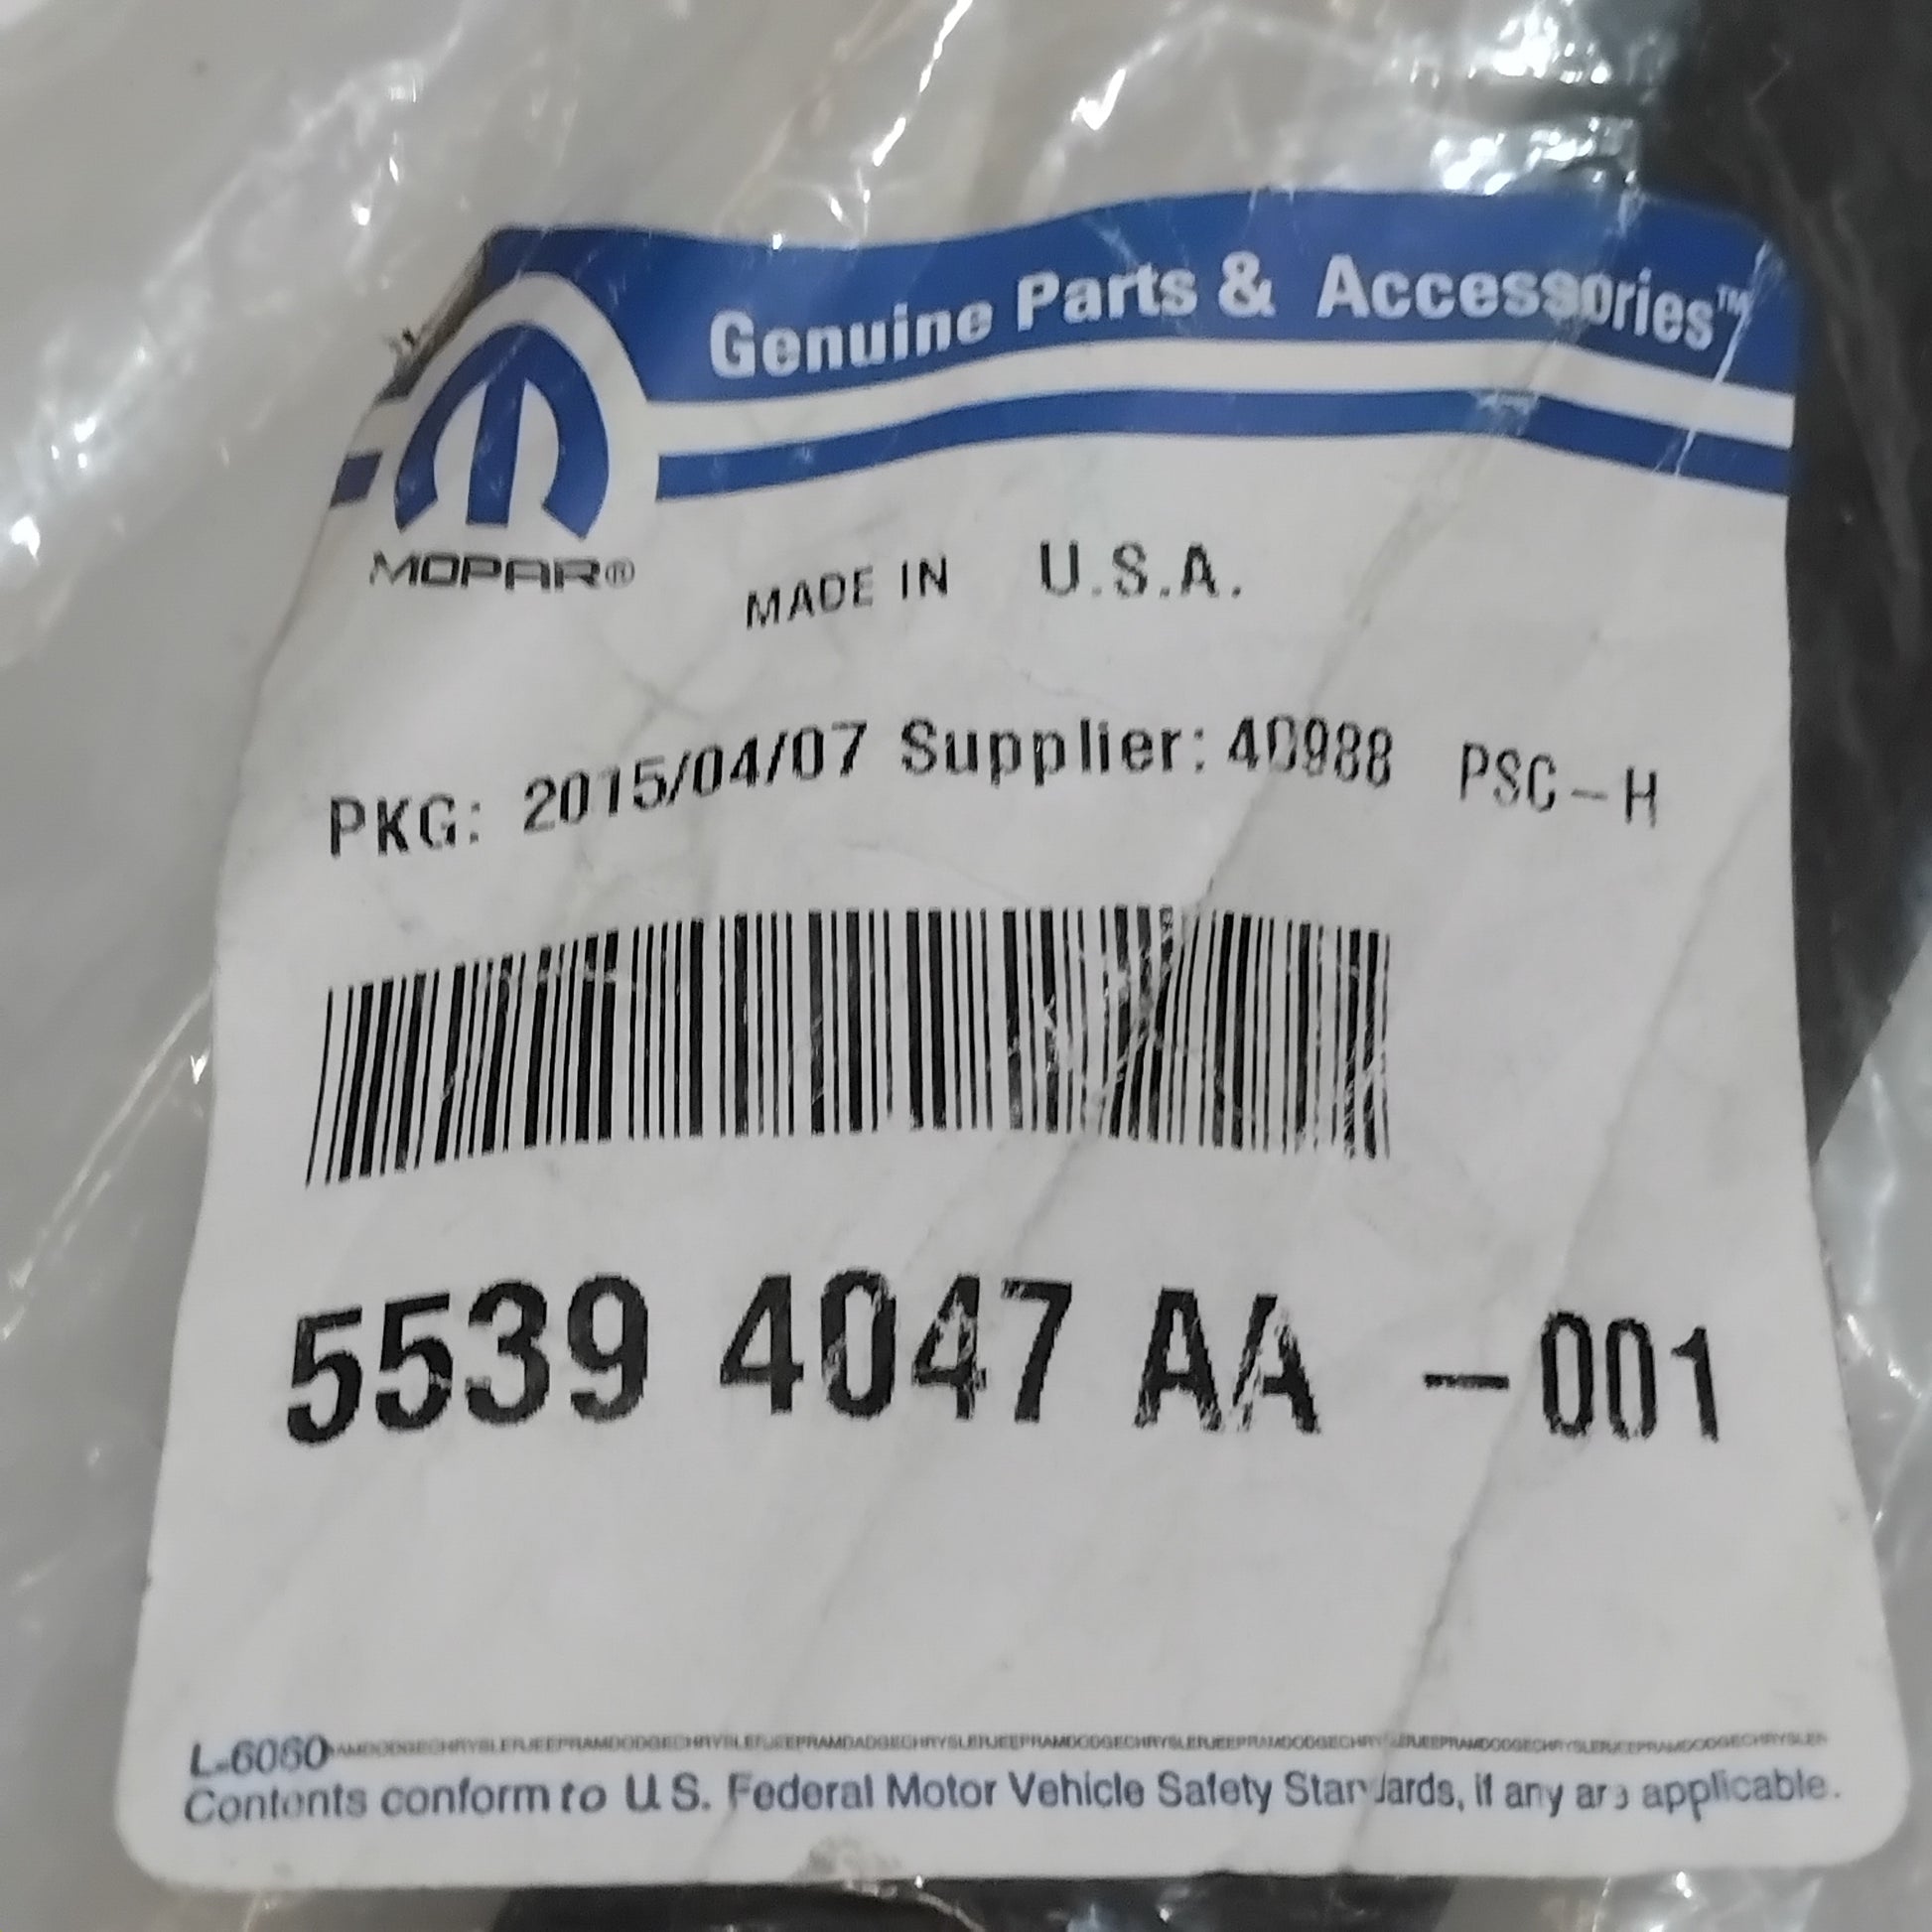 Genuine Parts & Accessories™
MOPAR®
MADE IN U.S.A.
PKG: 2015/04/07 Supplier: 40988 PSC-H
5539 4047 AA -001
L-6060
Contents conform to U.S. Federal Motor Vehicle Safety Standards, if any are applicable.